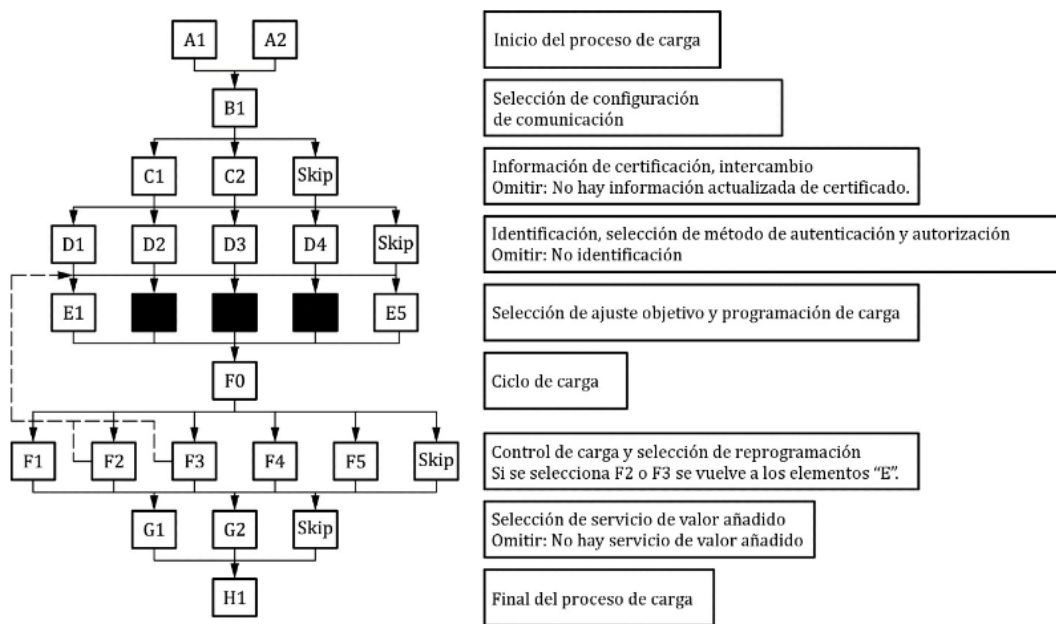 A1 A2 Inicio del proceso de carga
B1 Selección de configuración
de comunicación
C1 C2 Skip Información de certificación, intercambio
Omitir: No hay información actualizada de certificado.
D1 D2 D3 D4 Skip Identificación, selección de método de autenticación y autorización
Omitir: No identificación
E1 E5 Selección de ajuste objetivo y programación de carga
F0 Ciclo de carga
F1 F2 F3 F4 F5 Skip Control de carga y selección de reprogramación
Si se selecciona F2 o F3 se vuelve a los elementos “E”.
G1 G2 Skip Selección de servicio de valor añadido
Omitir: No hay servicio de valor añadido
H1 Final del proceso de carga